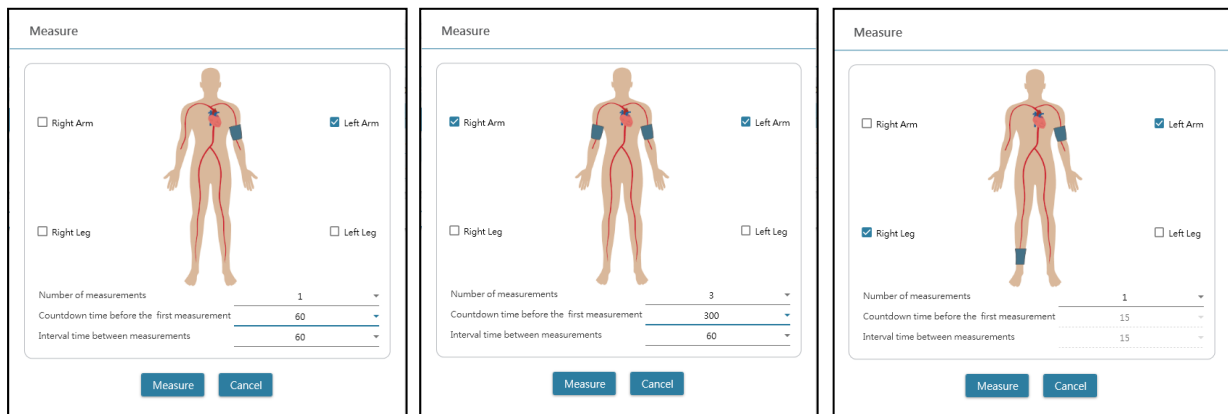 Measure
Right Arm
Left Arm
Right Leg
Left Leg
Number of measurements 1
Countdown time before the first measurement 60
Interval time between measurements 60
Measure Cancel
Measure
Right Arm
Left Arm
Right Leg
Left Leg
Number of measurements 3
Countdown time before the first measurement 300
Interval time between measurements 60
Measure Cancel
Measure
Right Arm
Left Arm
Right Leg
Left Leg
Number of measurements 1
Countdown time before the first measurement 15
Interval time between measurements 15
Measure Cancel